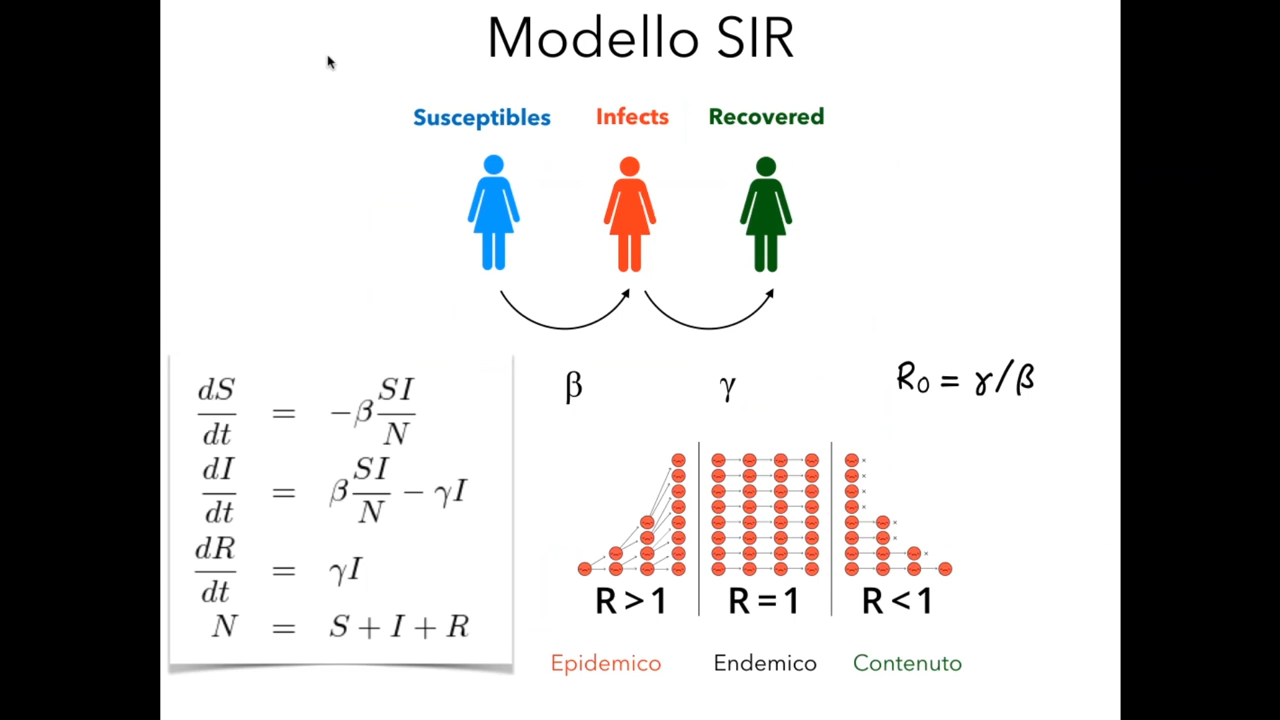 Modello SIR
Susceptibles Infects Recovered
dS/dt = −β SI/N
dI/dt = β SI/N − γI
dR/dt = γI
N = S + I + R
β γ R₀ = γ/β
R > 1 R = 1 R < 1
Epidemico Endemico Contenuto